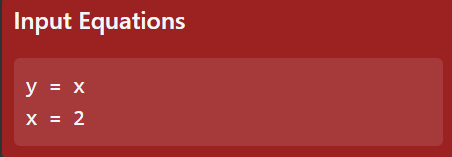 Input Equations
y = x
x = 2